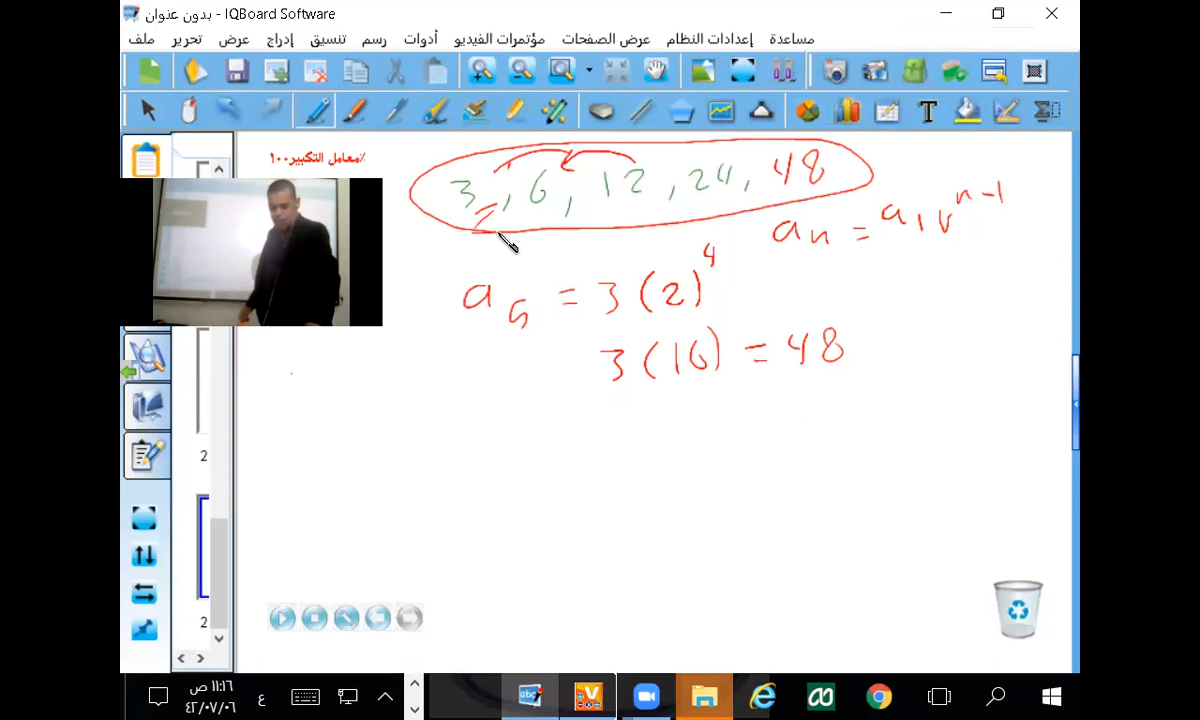 IQBoard Software - بدون عنوان
ملف تحرير عرض إدراج تنسيق رسم أدوات مؤتمرات الفيديو عرض الصفحات إعدادات النظام مساعدة
معامل التكبير١٠٠٪
3 , 6 , 12 , 24 , 48
aₙ = a₁ rⁿ⁻¹
a₅ = 3(2)⁴
3(16) = 48
2
2
١١:١٦ ص
٤٢/٠٧/٠٦
ع
abc